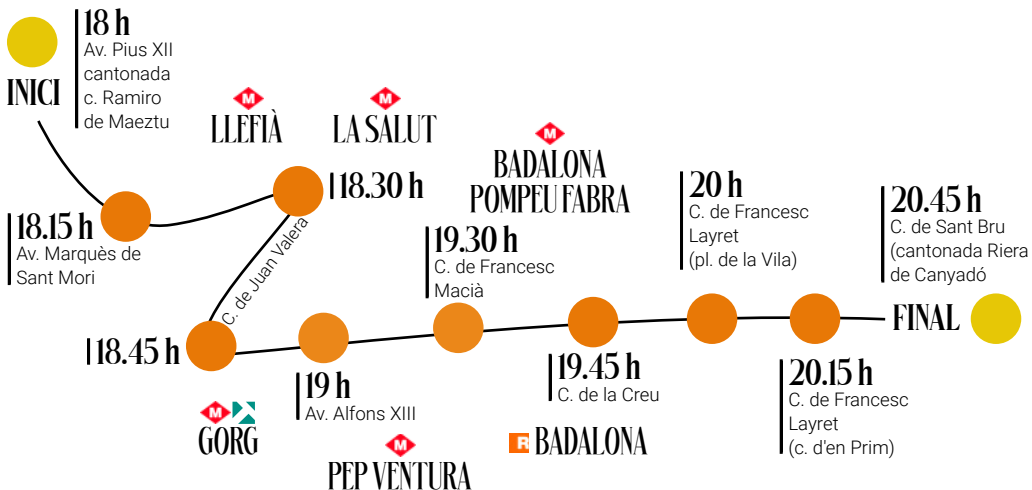 INICI
18 h
Av. Pius XII
cantonada
c. Ramiro
de Maeztu
18.15 h
Av. Marquès de
Sant Mori
M
LLEFIÀ
M
LA SALUT
18.30 h
C. de Juan Valera
18.45 h
M
GORG
19 h
Av. Alfons XIII
M
PEP VENTURA
M
BADALONA
POMPEU FABRA
19.30 h
C. de Francesc
Macià
19.45 h
C. de la Creu
R BADALONA
20 h
C. de Francesc
Layret
(pl. de la Vila)
20.15 h
C. de Francesc
Layret
(c. d'en Prim)
20.45 h
C. de Sant Bru
(cantonada Riera
de Canyadó
FINAL